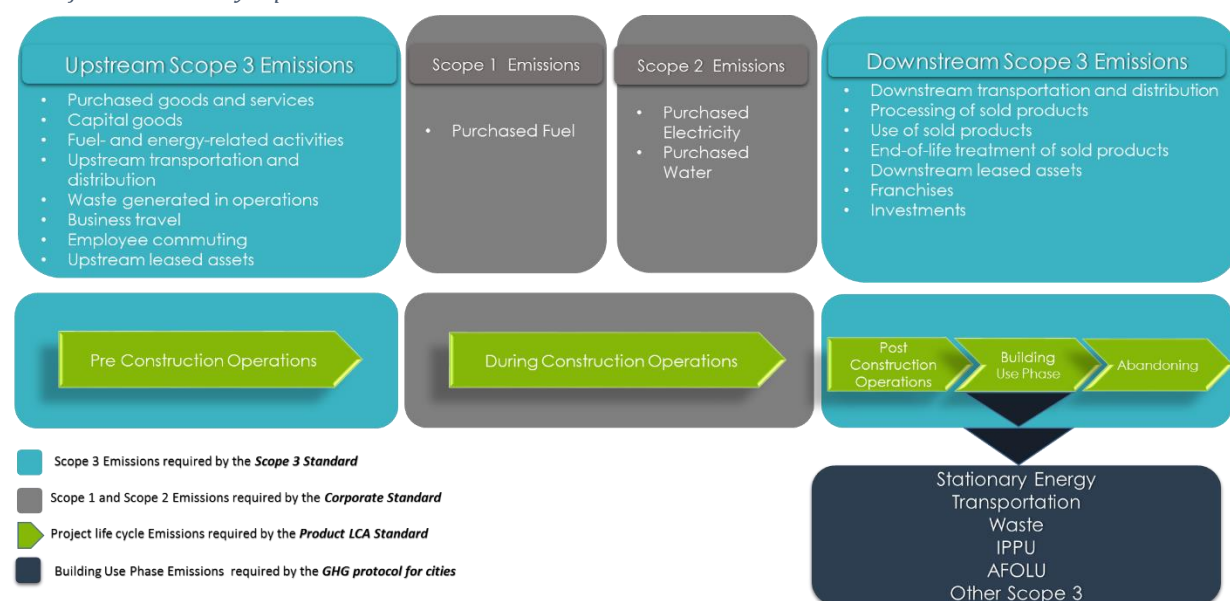 Upstream Scope 3 Emissions
• Purchased goods and services
• Capital goods
• Fuel- and energy-related activities
• Upstream transportation and
distribution
• Waste generated in operations
• Business travel
• Employee commuting
• Upstream leased assets
Scope 1 Emissions
• Purchased Fuel
Scope 2 Emissions
• Purchased
Electricity
• Purchased
Water
Downstream Scope 3 Emissions
• Downstream transportation and distribution
• Processing of sold products
• Use of sold products
• End-of-life treatment of sold products
• Downstream leased assets
• Franchises
• Investments
Pre Construction Operations
During Construction Operations
Post
Construction
Operations
Building
Use Phase
Abandoning
Scope 3 Emissions required by the Scope 3 Standard
Scope 1 and Scope 2 Emissions required by the Corporate Standard
Project life cycle Emissions required by the Product LCA Standard
Building Use Phase Emissions required by the GHG protocol for cities
Stationary Energy
Transportation
Waste
IPPU
AFOLU
Other Scope 3